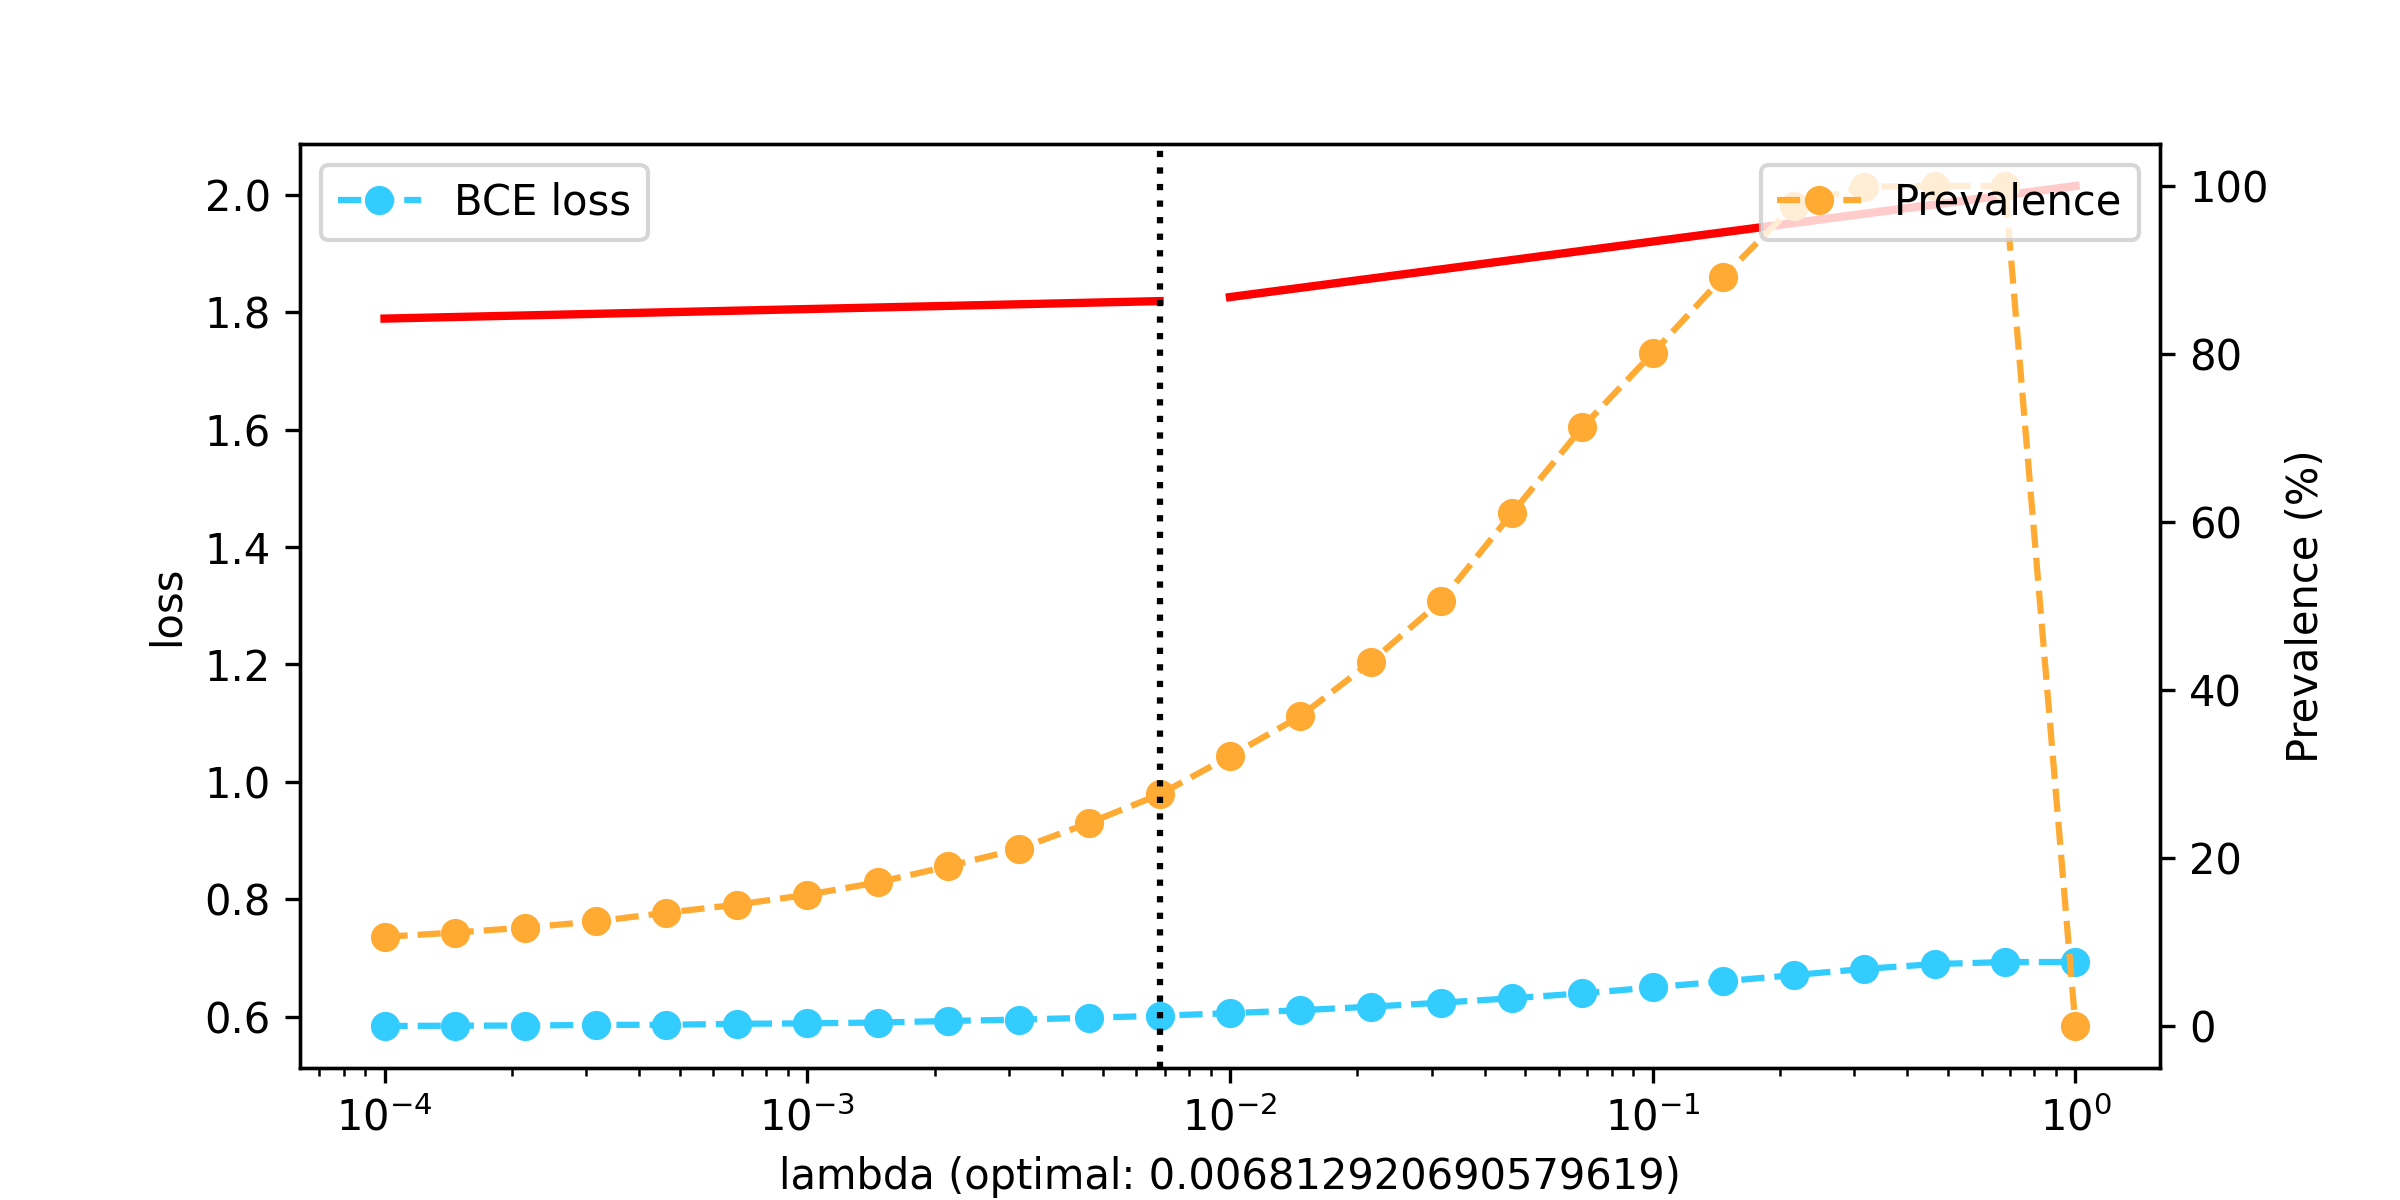 BCE loss
Prevalence
2.0
1.8
1.6
1.4
1.2
1.0
0.8
0.6
loss
100
80
60
40
20
0
Prevalence (%)
10⁻⁴ 10⁻³ 10⁻² 10⁻¹ 10⁰
lambda (optimal: 0.006812920690579619)